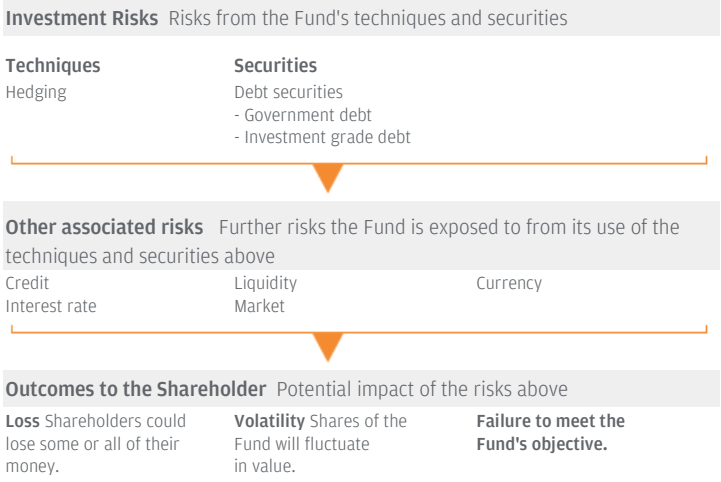 Investment Risks Risks from the Fund's techniques and securities
Techniques
Hedging
Securities
Debt securities
- Government debt
- Investment grade debt
Other associated risks Further risks the Fund is exposed to from its use of the
techniques and securities above
Credit
Interest rate
Liquidity
Market
Currency
Outcomes to the Shareholder Potential impact of the risks above
Loss Shareholders could
lose some or all of their
money.
Volatility Shares of the
Fund will fluctuate
in value.
Failure to meet the
Fund's objective.